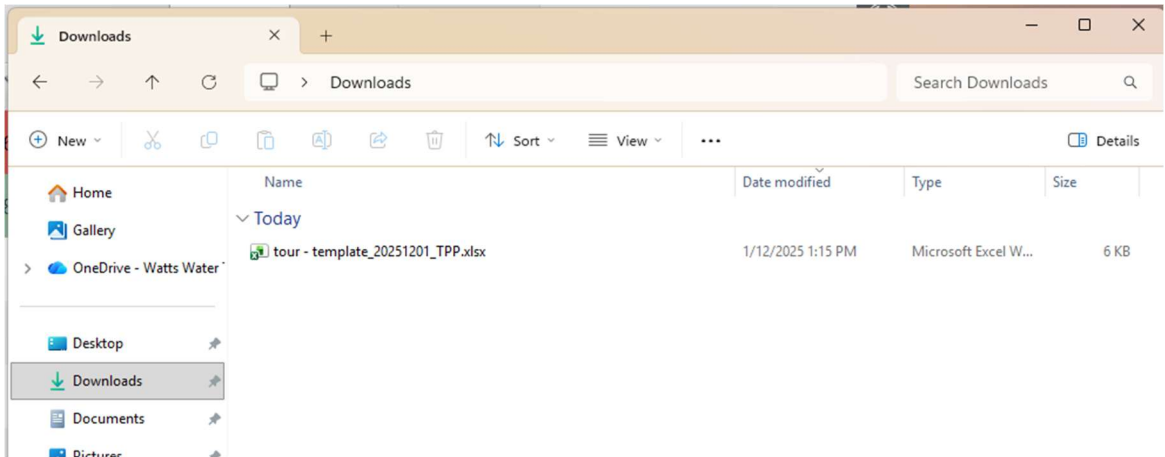 Downloads
Downloads
Search Downloads
New
Sort
View
Details
Home
Gallery
OneDrive - Watts Water
Desktop
Downloads
Documents
Pictures
Name
Date modified
Type
Size
Today
tour - template_20251201_TPP.xlsx
1/12/2025 1:15 PM
Microsoft Excel W...
6 KB